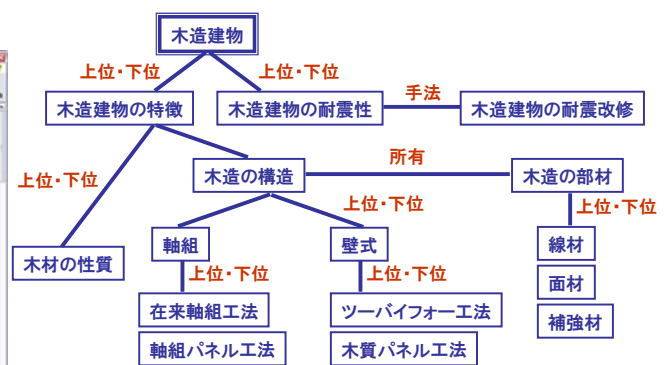 木造建物
上位・下位
上位・下位
木造建物の特徴
木造建物の耐震性
手法
木造建物の耐震改修
上位・下位
木造の構造
所有
木造の部材
上位・下位
上位・下位
木材の性質
軸組
壁式
線材
上位・下位
上位・下位
面材
在来軸組工法
ツーバイフォー工法
補強材
軸組パネル工法
木質パネル工法